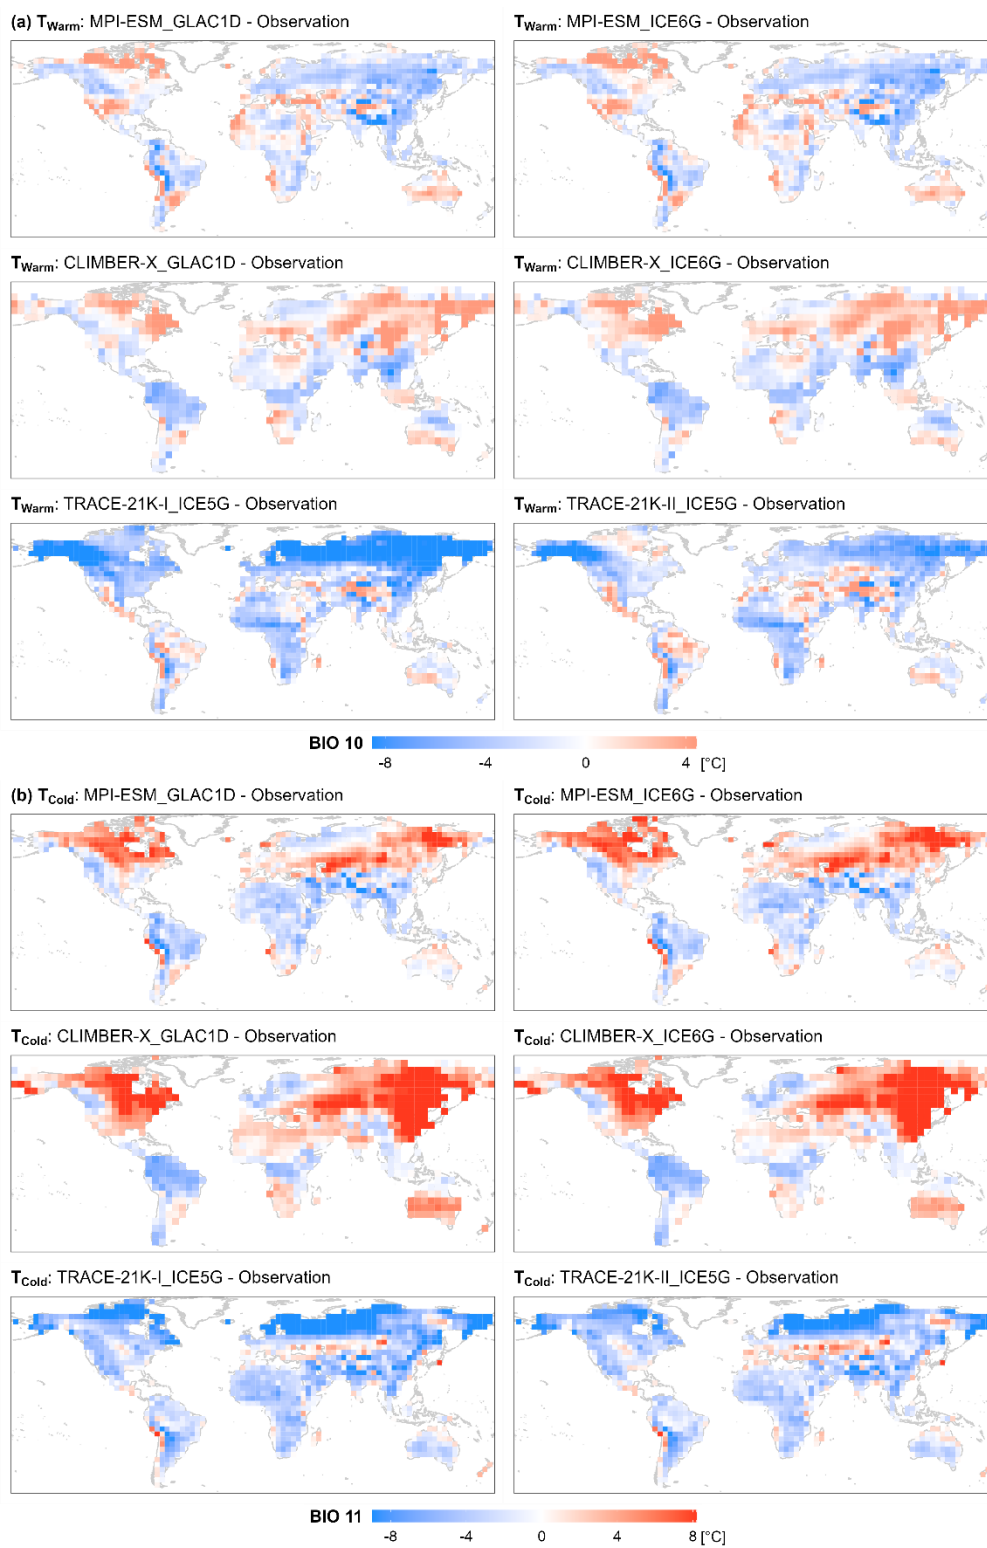 (a) TWarm: MPI-ESM_GLAC1D - Observation
TWarm: MPI-ESM_ICE6G - Observation
TWarm: CLIMBER-X_GLAC1D - Observation
TWarm: CLIMBER-X_ICE6G - Observation
TWarm: TRACE-21K-I_ICE5G - Observation
TWarm: TRACE-21K-II_ICE5G - Observation
BIO 10
-8 -4 0 4 [°C]
(b) TCold: MPI-ESM_GLAC1D - Observation
TCold: MPI-ESM_ICE6G - Observation
TCold: CLIMBER-X_GLAC1D - Observation
TCold: CLIMBER-X_ICE6G - Observation
TCold: TRACE-21K-I_ICE5G - Observation
TCold: TRACE-21K-II_ICE5G - Observation
BIO 11
-8 -4 0 4 8 [°C]